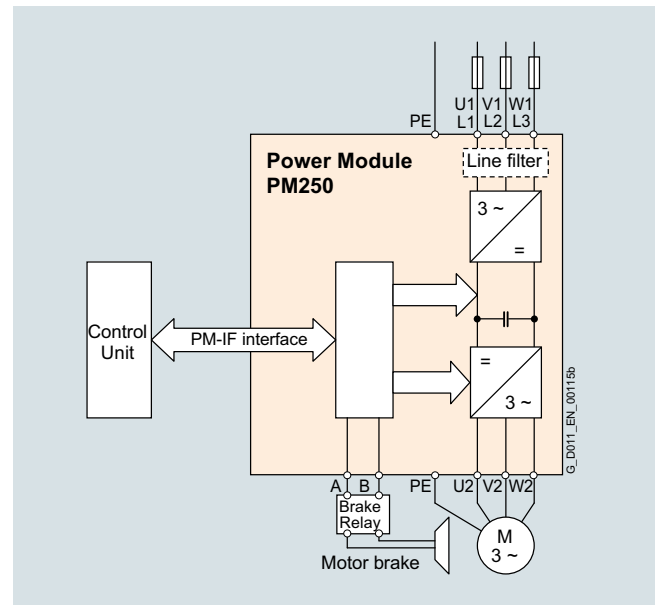 U1 V1 W1
PE L1 L2 L3
Power Module
PM250
Line filter
3 ~
=
Control
Unit
PM-IF interface
=
3 ~
G_D011_EN_00115b
A B PE U2 V2 W2
Brake
Relay
M
3 ~
Motor brake